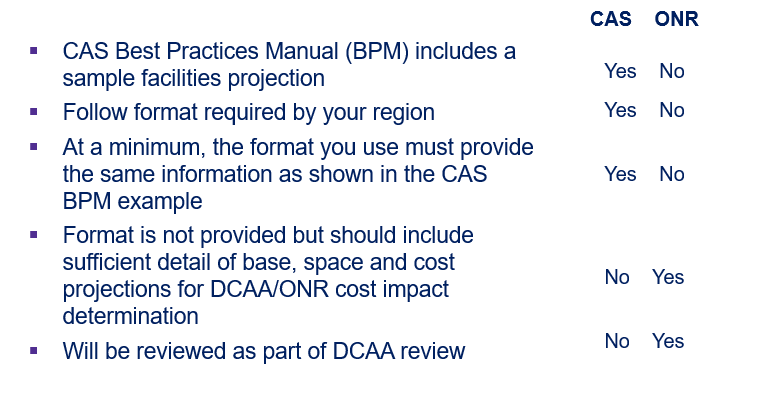 CAS ONR
▪ CAS Best Practices Manual (BPM) includes a
sample facilities projection
Yes No
▪ Follow format required by your region
Yes No
▪ At a minimum, the format you use must provide
the same information as shown in the CAS
BPM example
Yes No
▪ Format is not provided but should include
sufficient detail of base, space and cost
projections for DCAA/ONR cost impact
determination
No Yes
▪ Will be reviewed as part of DCAA review
No Yes